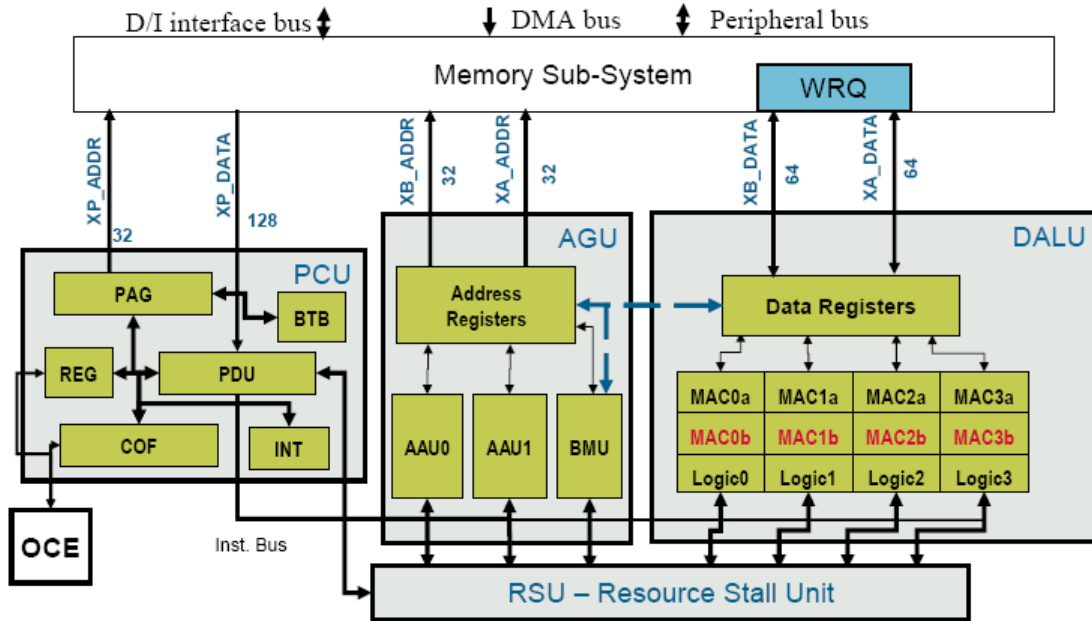 D/I interface bus
DMA bus
Peripheral bus
Memory Sub-System
WRQ
XP_ADDR
32
XP_DATA
128
XB_ADDR
32
XA_ADDR
32
XB_DATA
64
XA_DATA
64
PCU
PAG
BTB
REG
PDU
COF
INT
OCE
Inst. Bus
AGU
Address
Registers
AAU0
AAU1
BMU
DALU
Data Registers
MAC0a
MAC1a
MAC2a
MAC3a
MAC0b
MAC1b
MAC2b
MAC3b
Logic0
Logic1
Logic2
Logic3
RSU – Resource Stall Unit